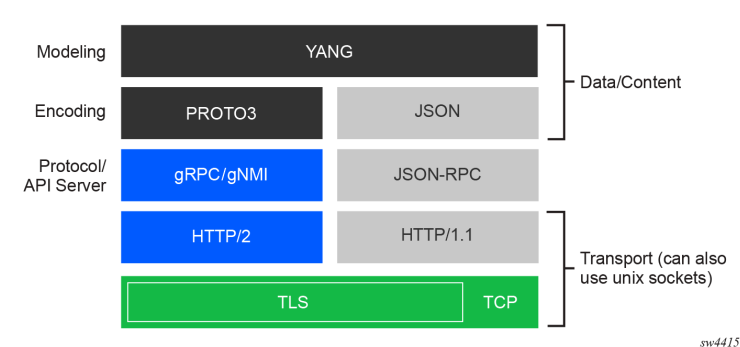 Modeling
YANG
Data/Content
Encoding
PROTO3
JSON
Protocol/
API Server
gRPC/gNMI
JSON-RPC
HTTP/2
HTTP/1.1
Transport (can also
use unix sockets)
TLS
TCP
sw4415